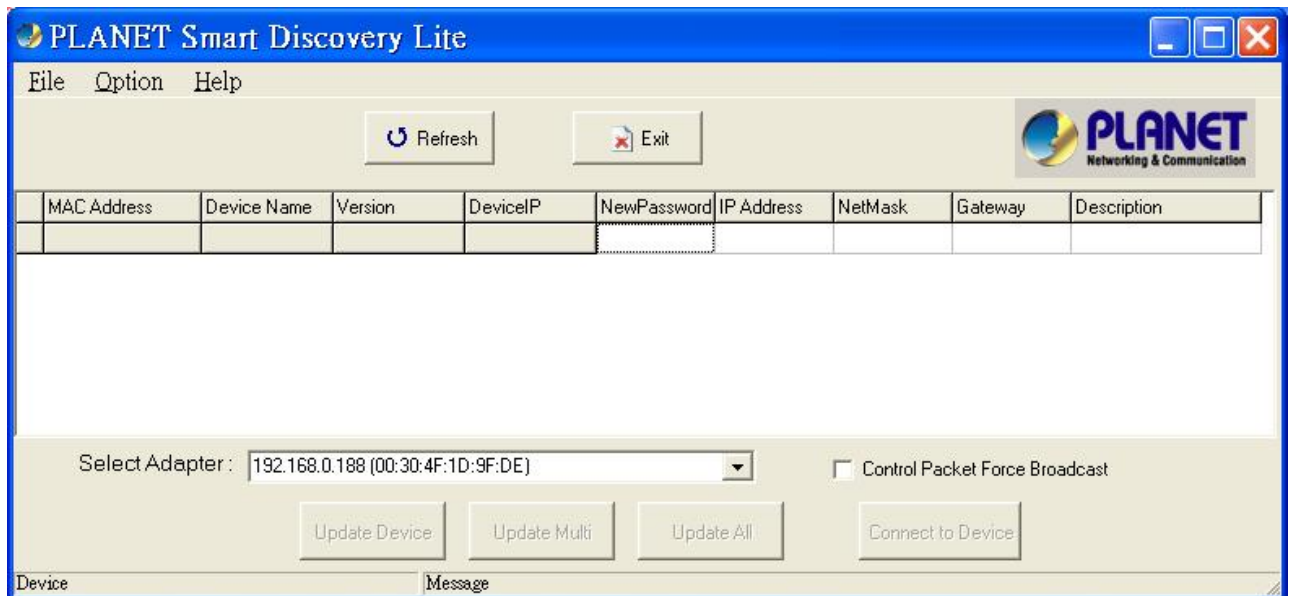 PLANET Smart Discovery Lite
File Option Help
Refresh Exit
PLANET
Networking & Communication
MAC Address Device Name Version DeviceIP NewPassword IP Address NetMask Gateway Description
Select Adapter : 192.168.0.188 (00:30:4F:1D:9F:DE) Control Packet Force Broadcast
Update Device Update Multi Update All Connect to Device
Device Message